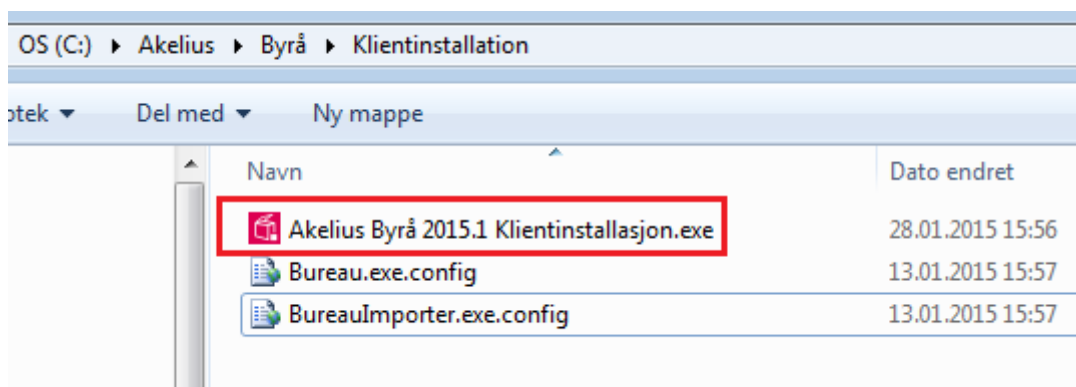 OS (C:) ▸ Akelius ▸ Byrå ▸ Klientinstallation
otek ▾ Del med ▾ Ny mappe
Navn Dato endret
Akelius Byrå 2015.1 Klientinstallasjon.exe 28.01.2015 15:56
Bureau.exe.config 13.01.2015 15:57
BureauImporter.exe.config 13.01.2015 15:57